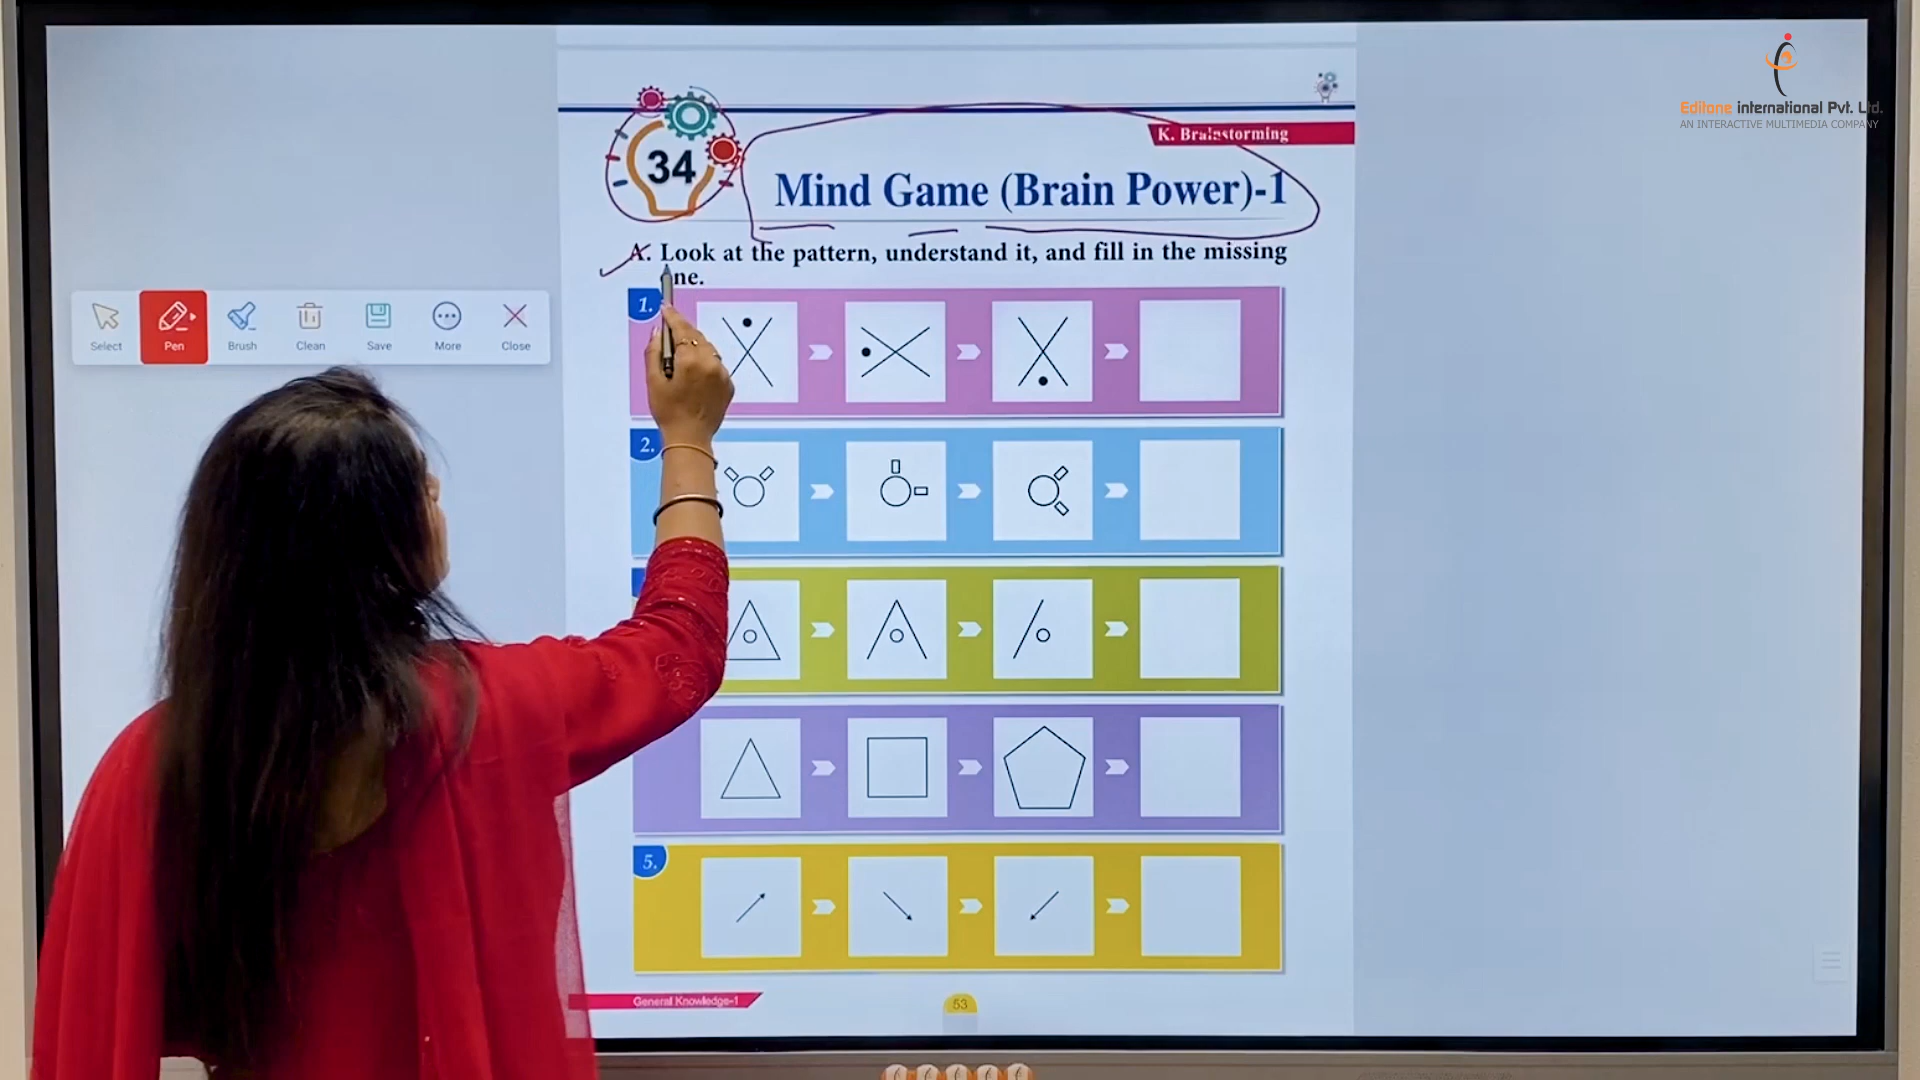 Editone international Pvt. Ltd.
AN INTERACTIVE MULTIMEDIA COMPANY
K. Brainstorming
34
Mind Game (Brain Power)-1
A. Look at the pattern, understand it, and fill in the missing
ne.
1.
Select
Pen
Brush
Clean
Save
More
Close
2.
5.
General Knowledge-1
53